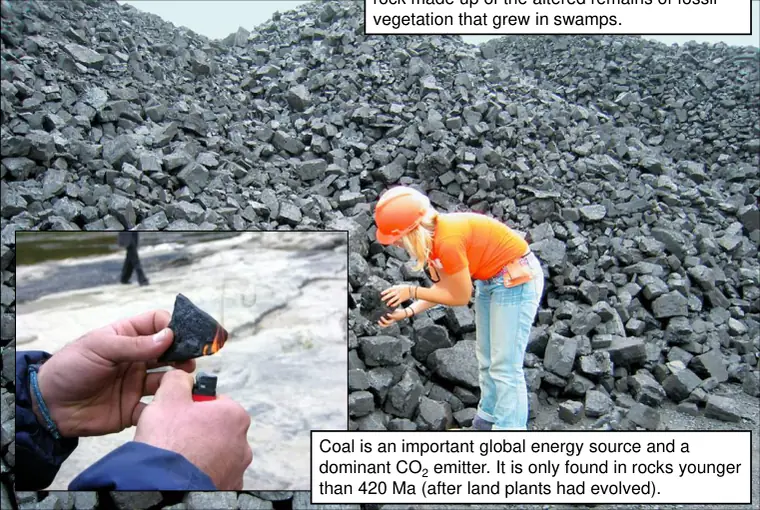 rock made up of the altered remains of fossil
vegetation that grew in swamps.
Coal is an important global energy source and a
dominant CO₂ emitter. It is only found in rocks younger
than 420 Ma (after land plants had evolved).